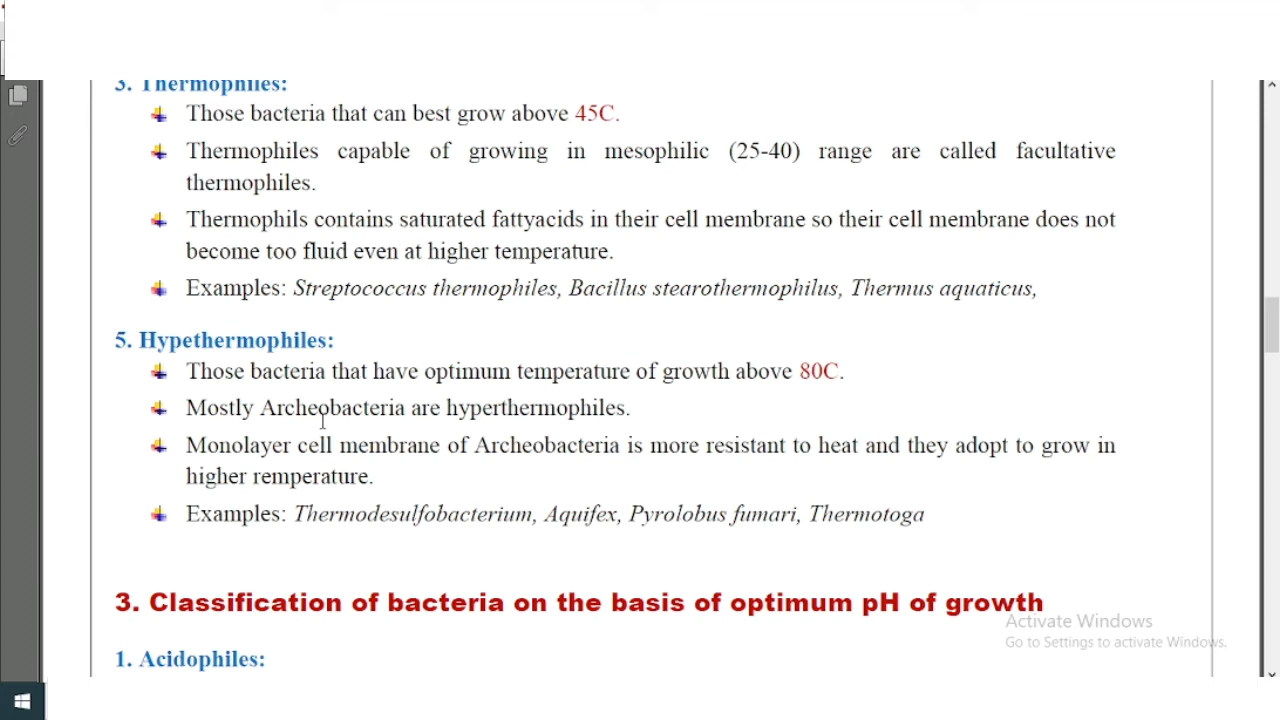 3. Thermophiles:
Those bacteria that can best grow above 45C.
Thermophiles capable of growing in mesophilic (25-40) range are called facultative
thermophiles.
Thermophils contains saturated fattyacids in their cell membrane so their cell membrane does not
become too fluid even at higher temperature.
Examples: Streptococcus thermophiles, Bacillus stearothermophilus, Thermus aquaticus,
5. Hypethermophiles:
Those bacteria that have optimum temperature of growth above 80C.
Mostly Archeobacteria are hyperthermophiles.
Monolayer cell membrane of Archeobacteria is more resistant to heat and they adopt to grow in
higher remperature.
Examples: Thermodesulfobacterium, Aquifex, Pyrolobus fumari, Thermotoga
3. Classification of bacteria on the basis of optimum pH of growth
Activate Windows
Go to Settings to activate Windows.
1. Acidophiles: